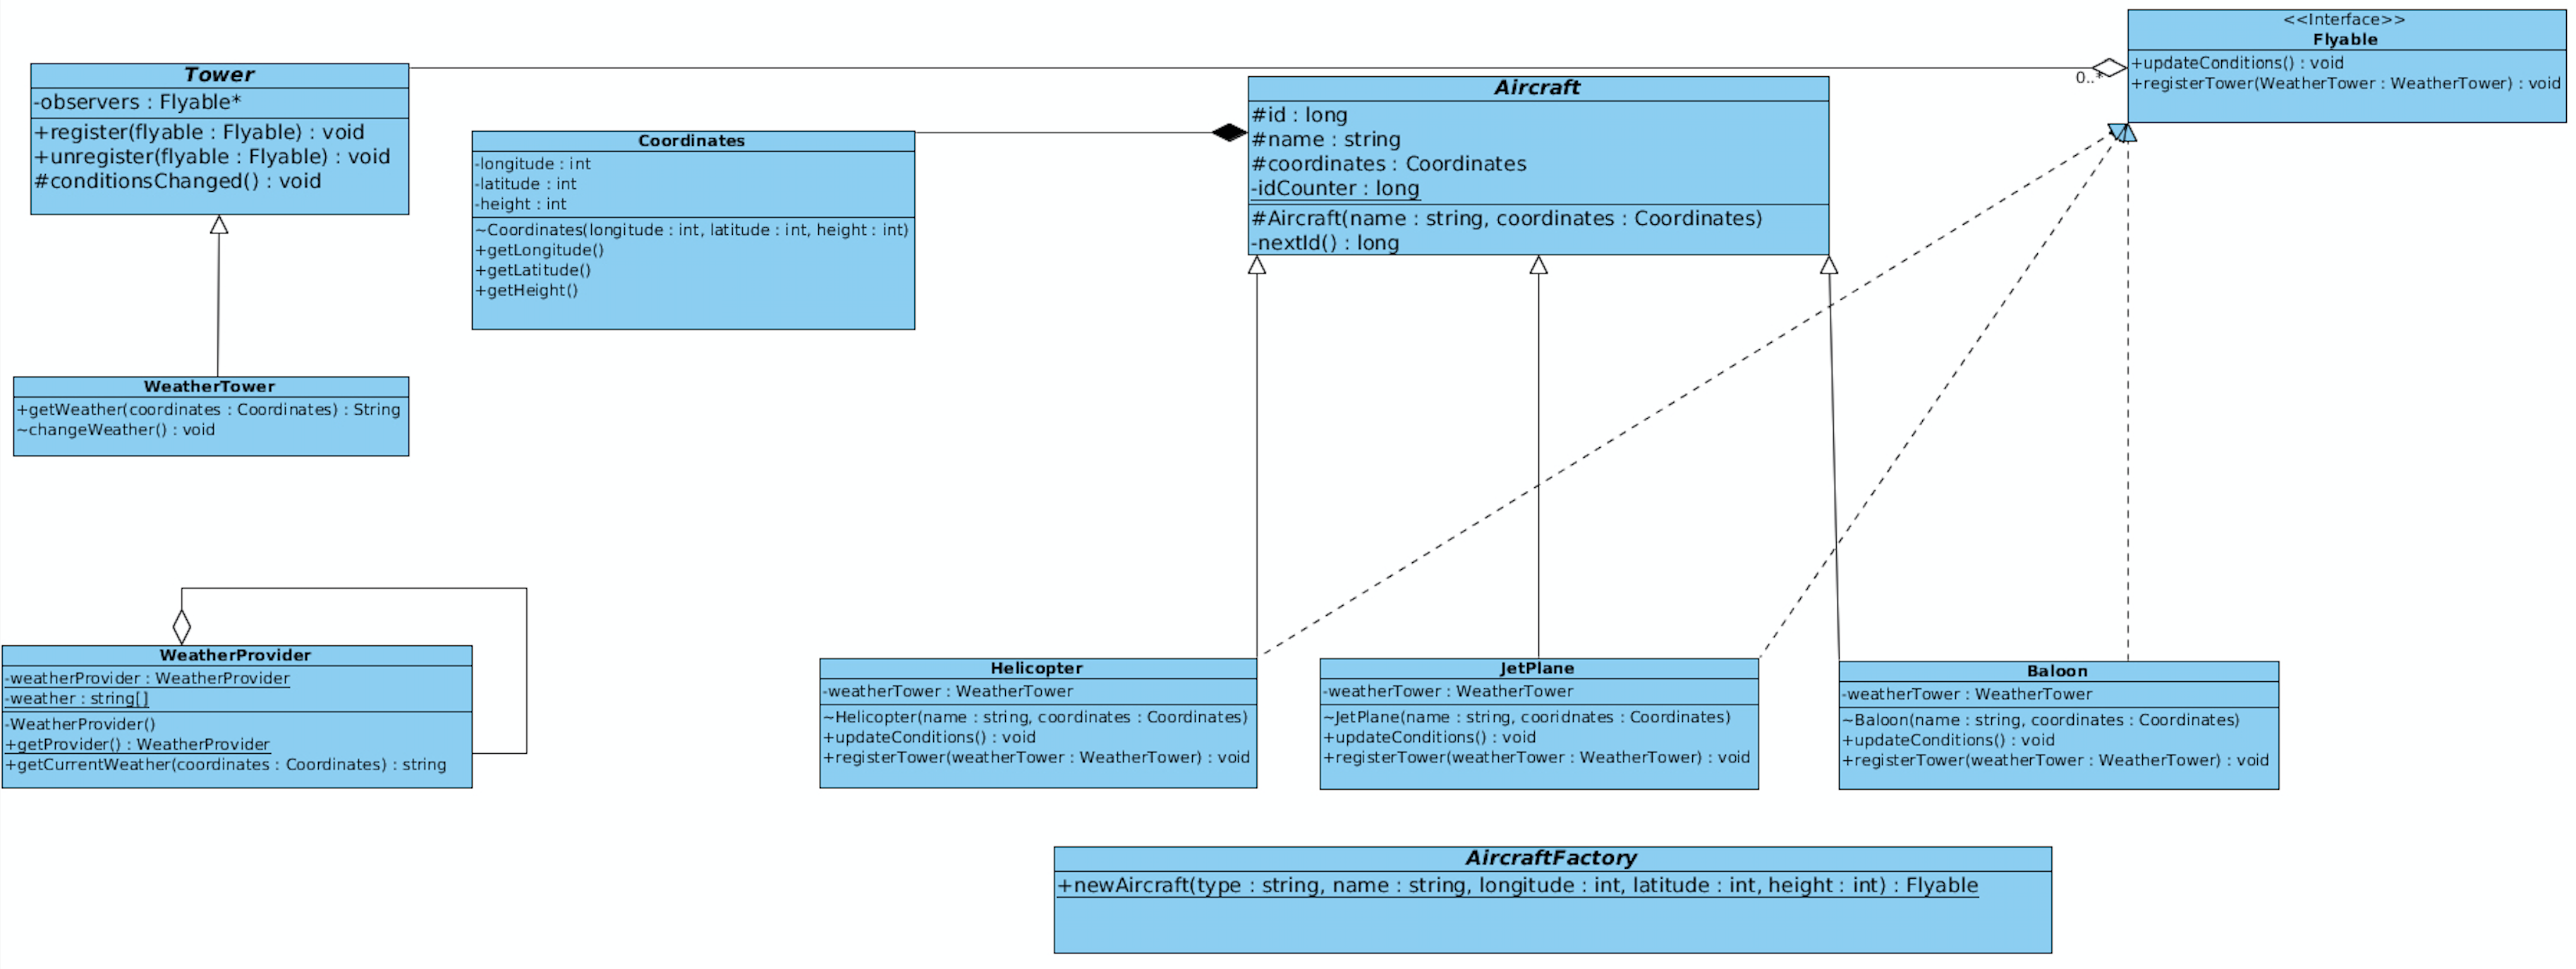 <<Interface>>
Flyable
+updateConditions() : void
+registerTower(WeatherTower : WeatherTower) : void
0..*
Tower
-observers : Flyable*
+register(flyable : Flyable) : void
+unregister(flyable : Flyable) : void
#conditionsChanged() : void
Aircraft
#id : long
#name : string
#coordinates : Coordinates
-idCounter : long
#Aircraft(name : string, coordinates : Coordinates)
-nextId() : long
Coordinates
-longitude : int
-latitude : int
-height : int
~Coordinates(longitude : int, latitude : int, height : int)
+getLongitude()
+getLatitude()
+getHeight()
WeatherTower
+getWeather(coordinates : Coordinates) : String
~changeWeather() : void
WeatherProvider
-weatherProvider : WeatherProvider
-weather : string[]
-WeatherProvider()
+getProvider() : WeatherProvider
+getCurrentWeather(coordinates : Coordinates) : string
Helicopter
-weatherTower : WeatherTower
~Helicopter(name : string, coordinates : Coordinates)
+updateConditions() : void
+registerTower(weatherTower : WeatherTower) : void
JetPlane
-weatherTower : WeatherTower
~JetPlane(name : string, cooridnates : Coordinates)
+updateConditions() : void
+registerTower(weatherTower : WeatherTower) : void
Baloon
-weatherTower : WeatherTower
~Baloon(name : string, coordinates : Coordinates)
+updateConditions() : void
+registerTower(weatherTower : WeatherTower) : void
AircraftFactory
+newAircraft(type : string, name : string, longitude : int, latitude : int, height : int) : Flyable